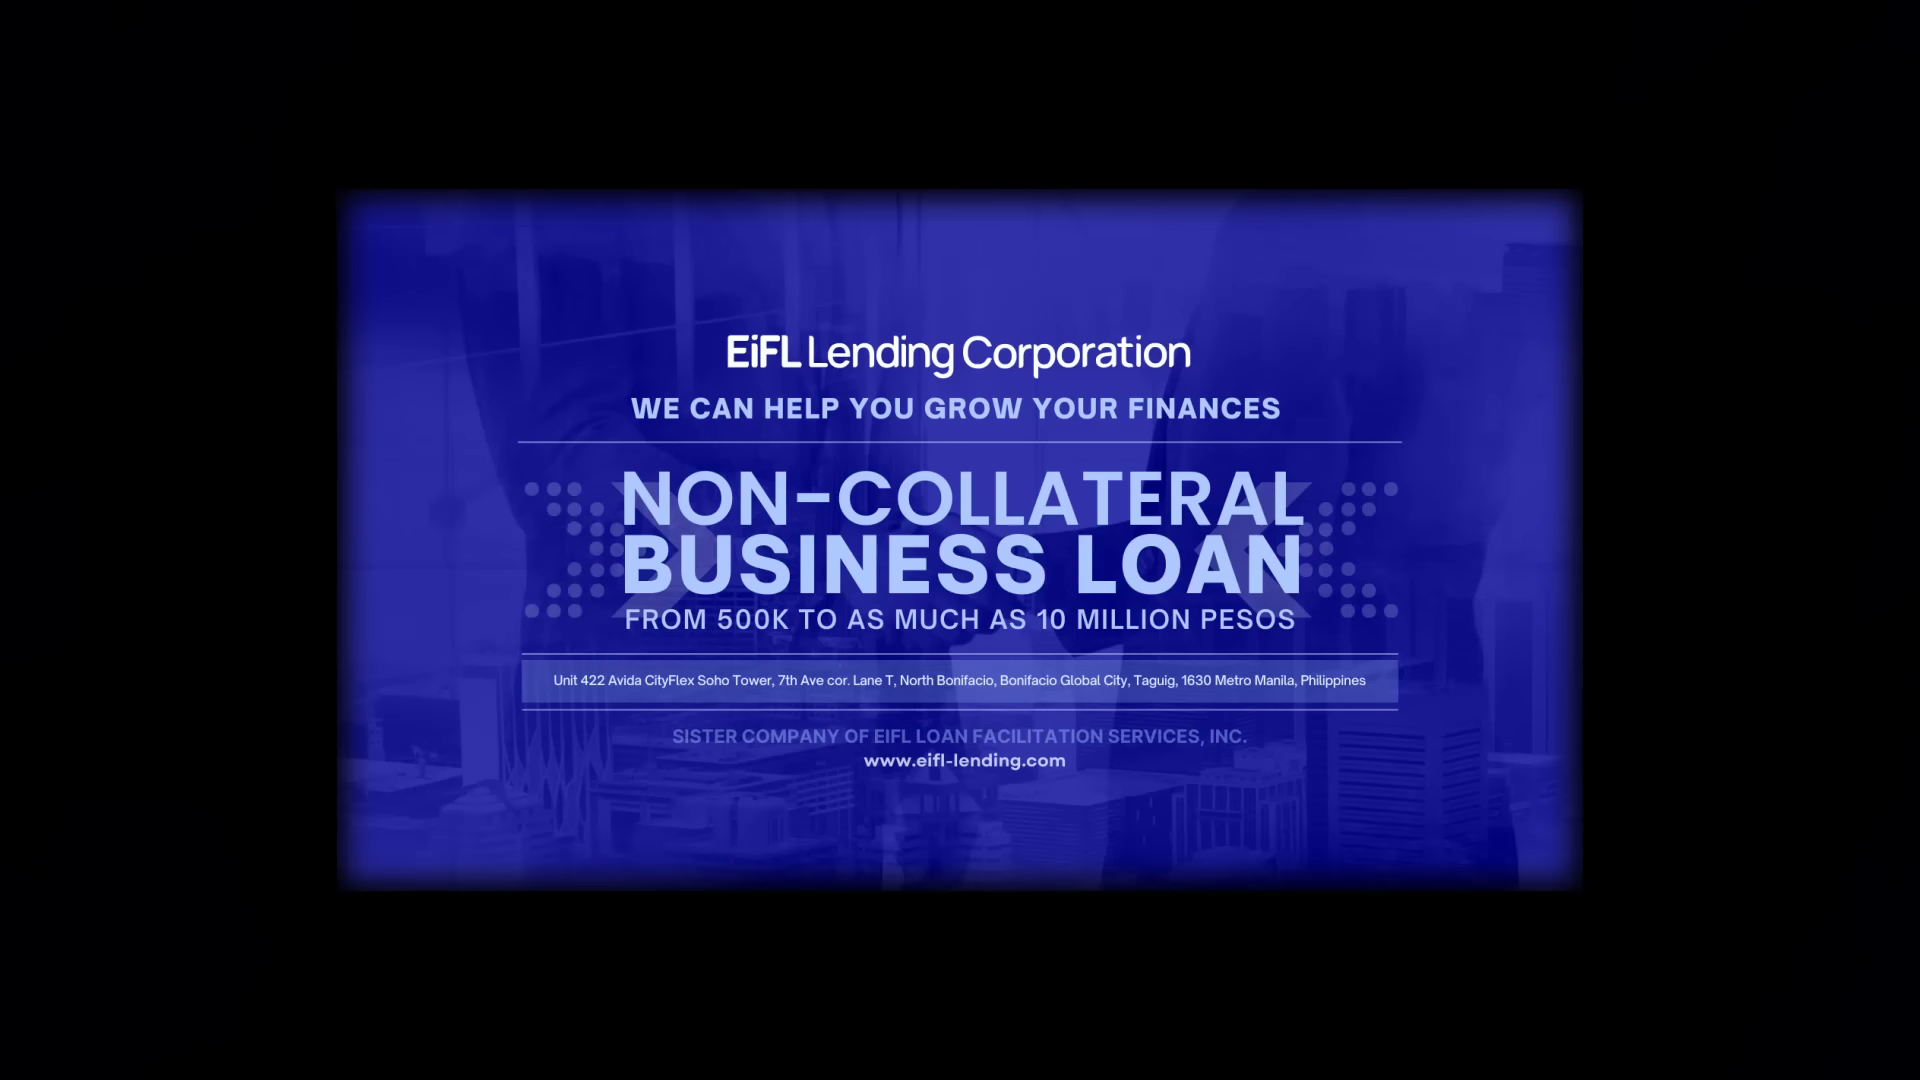 EiFL Lending Corporation
WE CAN HELP YOU GROW YOUR FINANCES
NON-COLLATERAL
BUSINESS LOAN
FROM 500K TO AS MUCH AS 10 MILLION PESOS
Unit 422 Avida CityFlex Soho Tower, 7th Ave cor. Lane T, North Bonifacio, Bonifacio Global City, Taguig, 1630 Metro Manila, Philippines
SISTER COMPANY OF EIFL LOAN FACILITATION SERVICES, INC.
www.eifl-lending.com